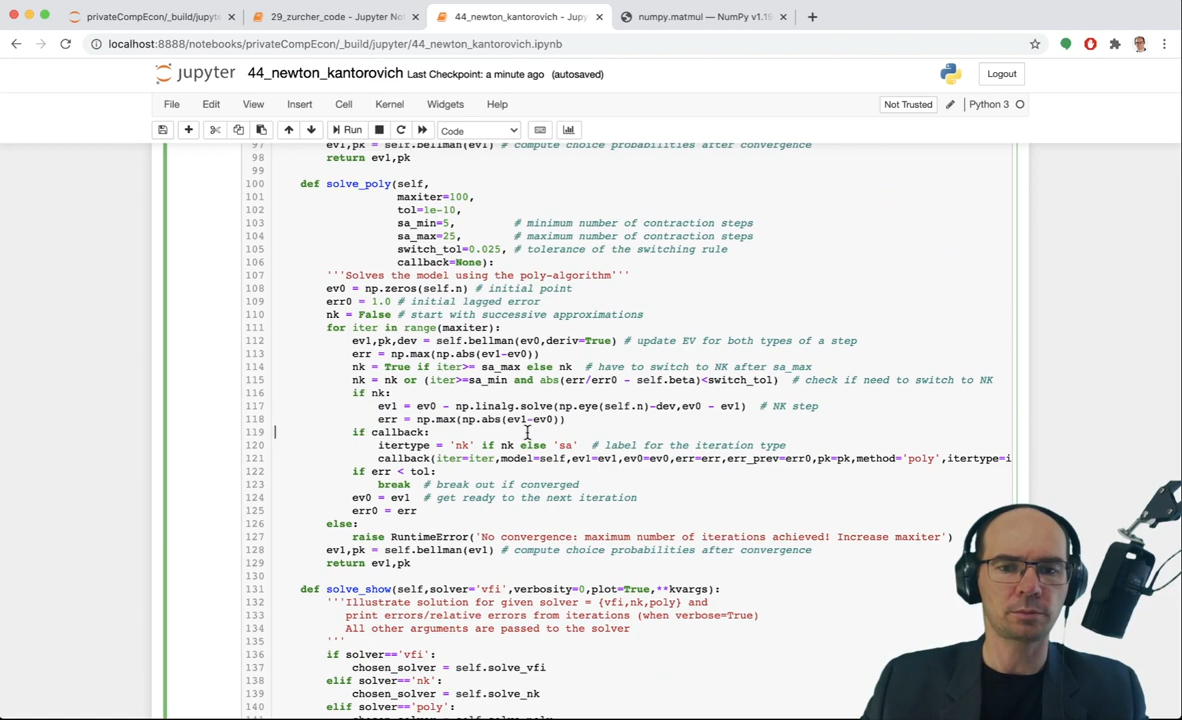 privateCompEcon/_build/jupyte
29_zurcher_code - Jupyter No
44_newton_kantorovich - Jupy
numpy.matmul — NumPy v1.19
localhost:8888/notebooks/privateCompEcon/_build/jupyter/44_newton_kantorovich.ipynb
jupyter 44_newton_kantorovich Last Checkpoint: a minute ago (autosaved)
Logout
File Edit View Insert Cell Kernel Widgets Help
Not Trusted Python 3
Run Code
97 ev1,pk = self.bellman(ev1) # compute choice probabilities after convergence
98 return ev1,pk
99
100 def solve_poly(self,
101 maxiter=100,
102 tol=1e-10,
103 sa_min=5, # minimum number of contraction steps
104 sa_max=25, # maximum number of contraction steps
105 switch_tol=0.025, # tolerance of the switching rule
106 callback=None):
107 '''Solves the model using the poly-algorithm'''
108 ev0 = np.zeros(self.n) # initial point
109 err0 = 1.0 # initial lagged error
110 nk = False # start with successive approximations
111 for iter in range(maxiter):
112 ev1,pk,dev = self.bellman(ev0,deriv=True) # update EV for both types of a step
113 err = np.max(np.abs(ev1-ev0))
114 nk = True if iter>= sa_max else nk # have to switch to NK after sa_max
115 nk = nk or (iter>=sa_min and abs(err/err0 - self.beta)<switch_tol) # check if need to switch to NK
116 if nk:
117 ev1 = ev0 - np.linalg.solve(np.eye(self.n)-dev,ev0 - ev1) # NK step
118 err = np.max(np.abs(ev1-ev0))
119 if callback:
120 itertype = 'nk' if nk else 'sa' # label for the iteration type
121 callback(iter=iter,model=self,ev1=ev1,ev0=ev0,err=err,err_prev=err0,pk=pk,method='poly',itertype=i
122 if err < tol:
123 break # break out if converged
124 ev0 = ev1 # get ready to the next iteration
125 err0 = err
126 else:
127 raise RuntimeError('No convergence: maximum number of iterations achieved! Increase maxiter')
128 ev1,pk = self.bellman(ev1) # compute choice probabilities after convergence
129 return ev1,pk
130
131 def solve_show(self,solver='vfi',verbosity=0,plot=True,**kvargs):
132 '''Illustrate solution for given solver = {vfi,nk,poly} and
133 print errors/relative errors from iterations (when verbose=True)
134 All other arguments are passed to the solver
135 '''
136 if solver=='vfi':
137 chosen_solver = self.solve_vfi
138 elif solver=='nk':
139 chosen_solver = self.solve_nk
140 elif solver=='poly':